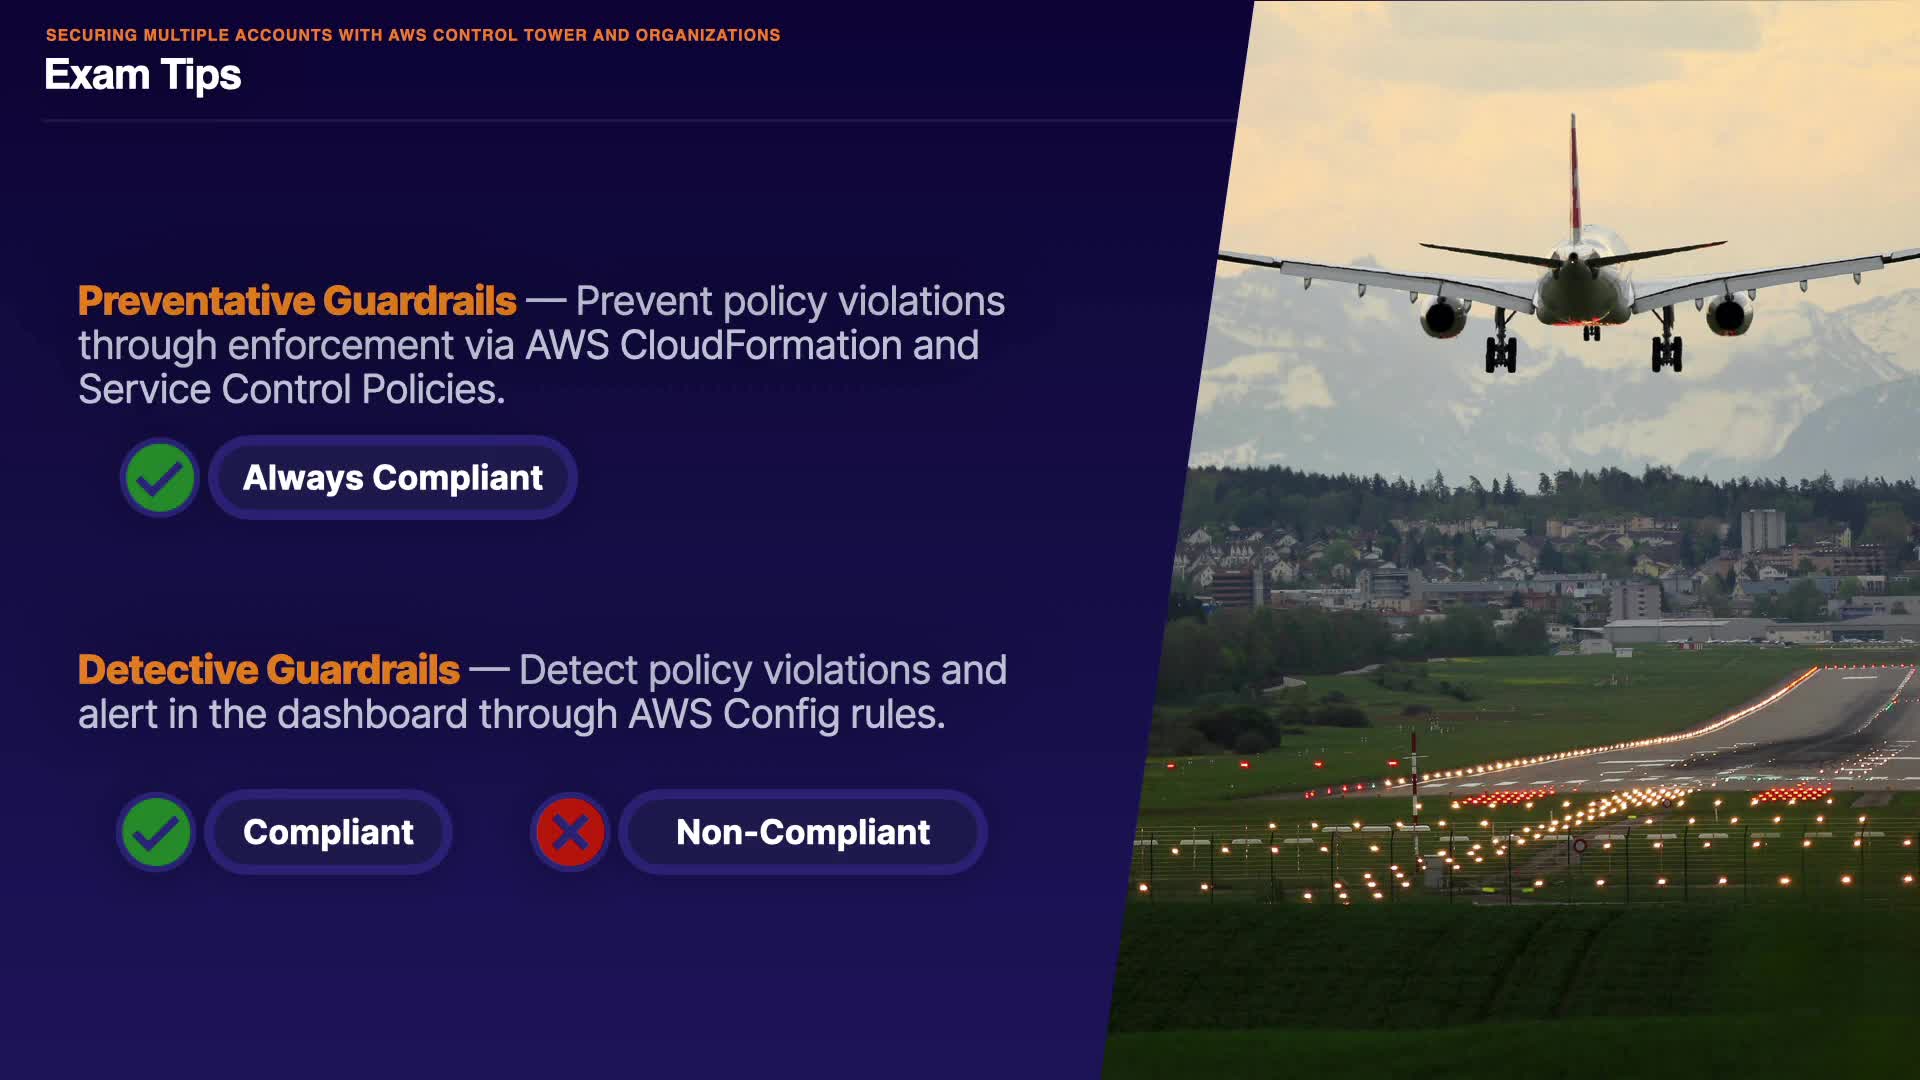 SECURING MULTIPLE ACCOUNTS WITH AWS CONTROL TOWER AND ORGANIZATIONS
Exam Tips
Preventative Guardrails — Prevent policy violations
through enforcement via AWS CloudFormation and
Service Control Policies.
Always Compliant
Detective Guardrails — Detect policy violations and
alert in the dashboard through AWS Config rules.
Compliant
Non-Compliant